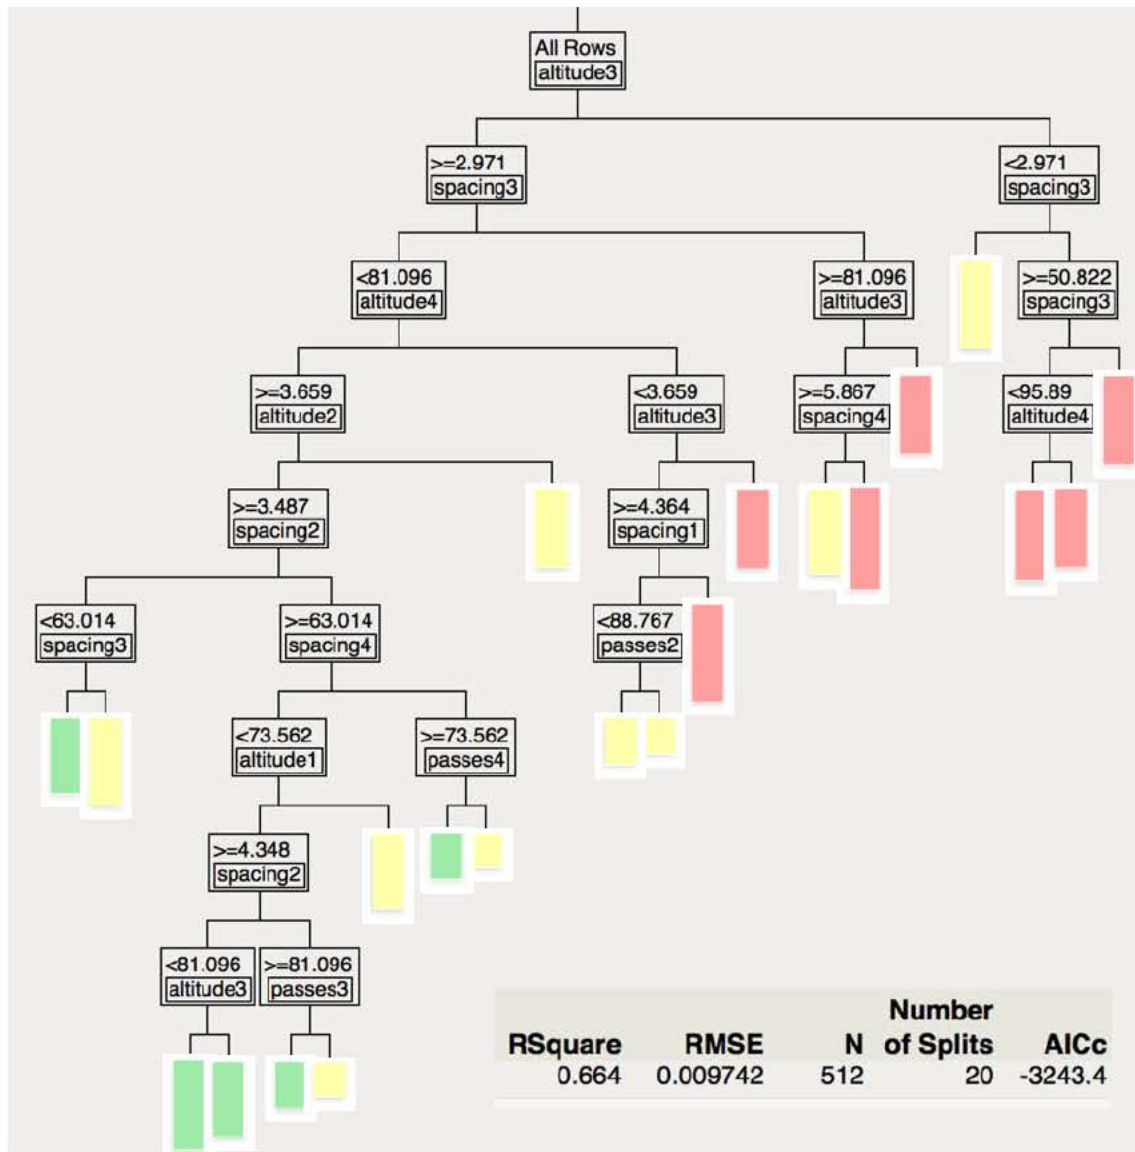 All Rows
altitude3
>=2.971
spacing3
<2.971
spacing3
<81.096
altitude4
>=81.096
altitude3
>=50.822
spacing3
>=3.659
altitude2
<3.659
altitude3
>=5.867
spacing4
<95.89
altitude4
>=3.487
spacing2
>=4.364
spacing1
<63.014
spacing3
>=63.014
spacing4
<88.767
passes2
<73.562
altitude1
>=73.562
passes4
>=4.348
spacing2
<81.096
altitude3
>=81.096
passes3
Number
RSquare RMSE N of Splits AICc
0.664 0.009742 512 20 -3243.4